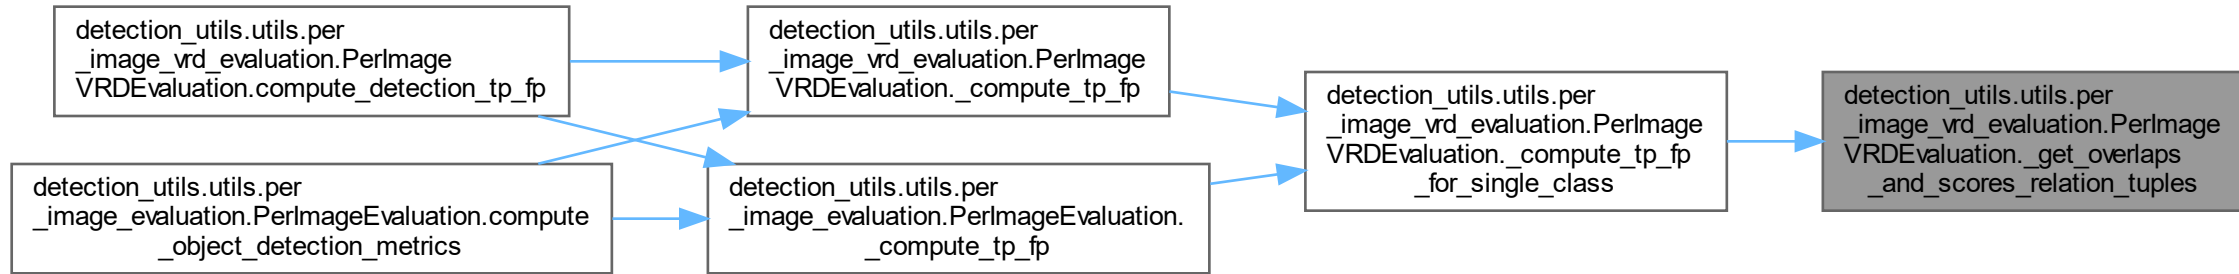 detection_utils.utils.per
_image_vrd_evaluation.PerImage
VRDEvaluation.compute_detection_tp_fp
detection_utils.utils.per
_image_evaluation.PerImageEvaluation.compute
_object_detection_metrics
detection_utils.utils.per
_image_vrd_evaluation.PerImage
VRDEvaluation._compute_tp_fp
detection_utils.utils.per
_image_evaluation.PerImageEvaluation.
_compute_tp_fp
detection_utils.utils.per
_image_vrd_evaluation.PerImage
VRDEvaluation._compute_tp_fp
_for_single_class
detection_utils.utils.per
_image_vrd_evaluation.PerImage
VRDEvaluation._get_overlaps
_and_scores_relation_tuples